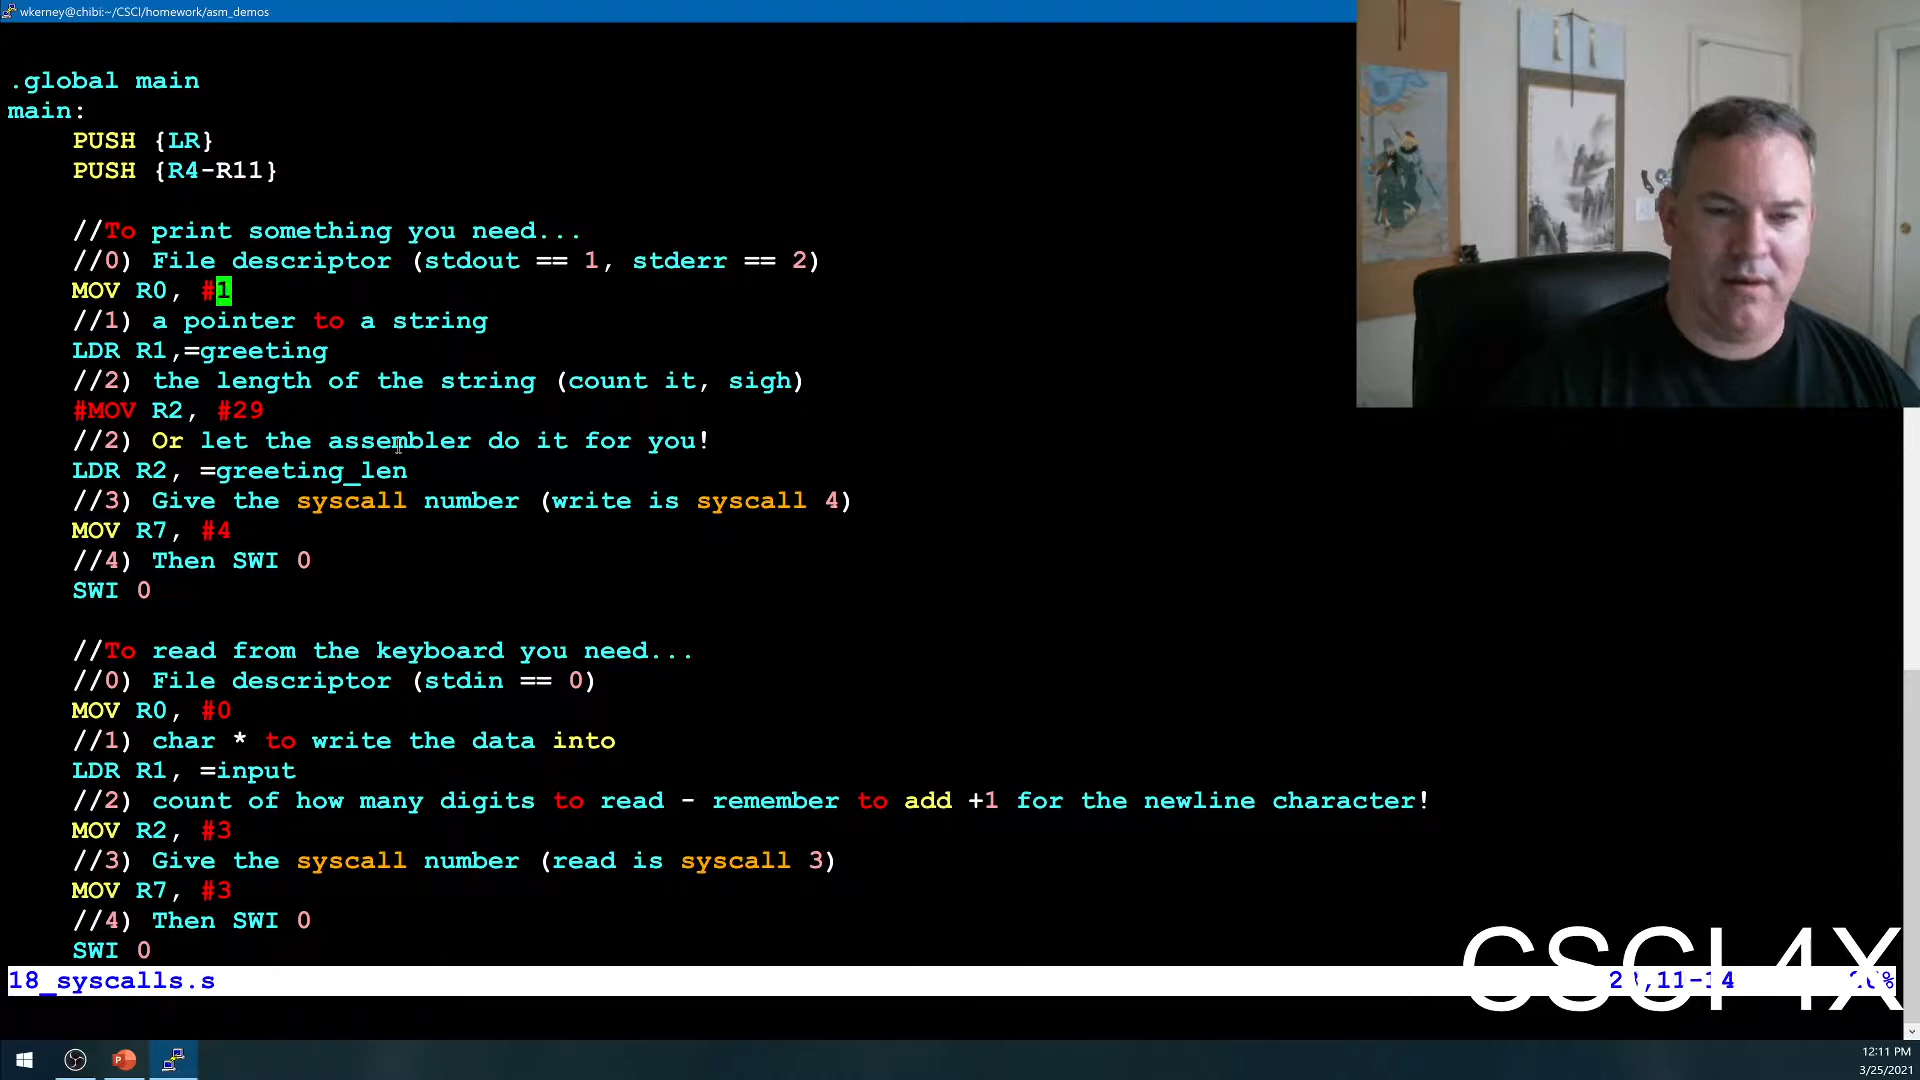 wkerney@chibi:~/CSCI/homework/asm_demos
.global main
main:
PUSH {LR}
PUSH {R4-R11}
//To print something you need...
//0) File descriptor (stdout == 1, stderr == 2)
MOV R0, #1
//1) a pointer to a string
LDR R1,=greeting
//2) the length of the string (count it, sigh)
#MOV R2, #29
//2) Or let the assembler do it for you!
LDR R2, =greeting_len
//3) Give the syscall number (write is syscall 4)
MOV R7, #4
//4) Then SWI 0
SWI 0
//To read from the keyboard you need...
//0) File descriptor (stdin == 0)
MOV R0, #0
//1) char * to write the data into
LDR R1, =input
//2) count of how many digits to read - remember to add +1 for the newline character!
MOV R2, #3
//3) Give the syscall number (read is syscall 3)
MOV R7, #3
//4) Then SWI 0
SWI 0
18_syscalls.s
CSCI 4X
12:11 PM
3/25/2021